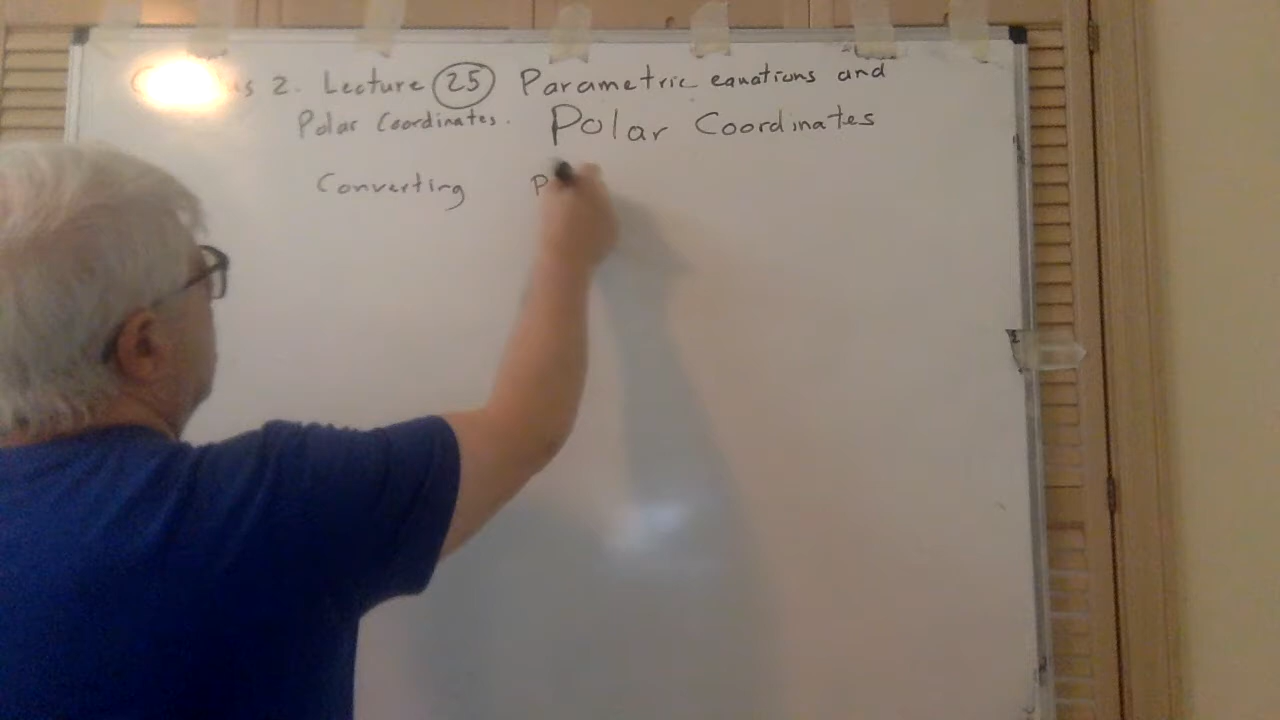 s 2. Lecture 25 Parametric equations and
Polar Coordinates. Polar Coordinates
Converting P